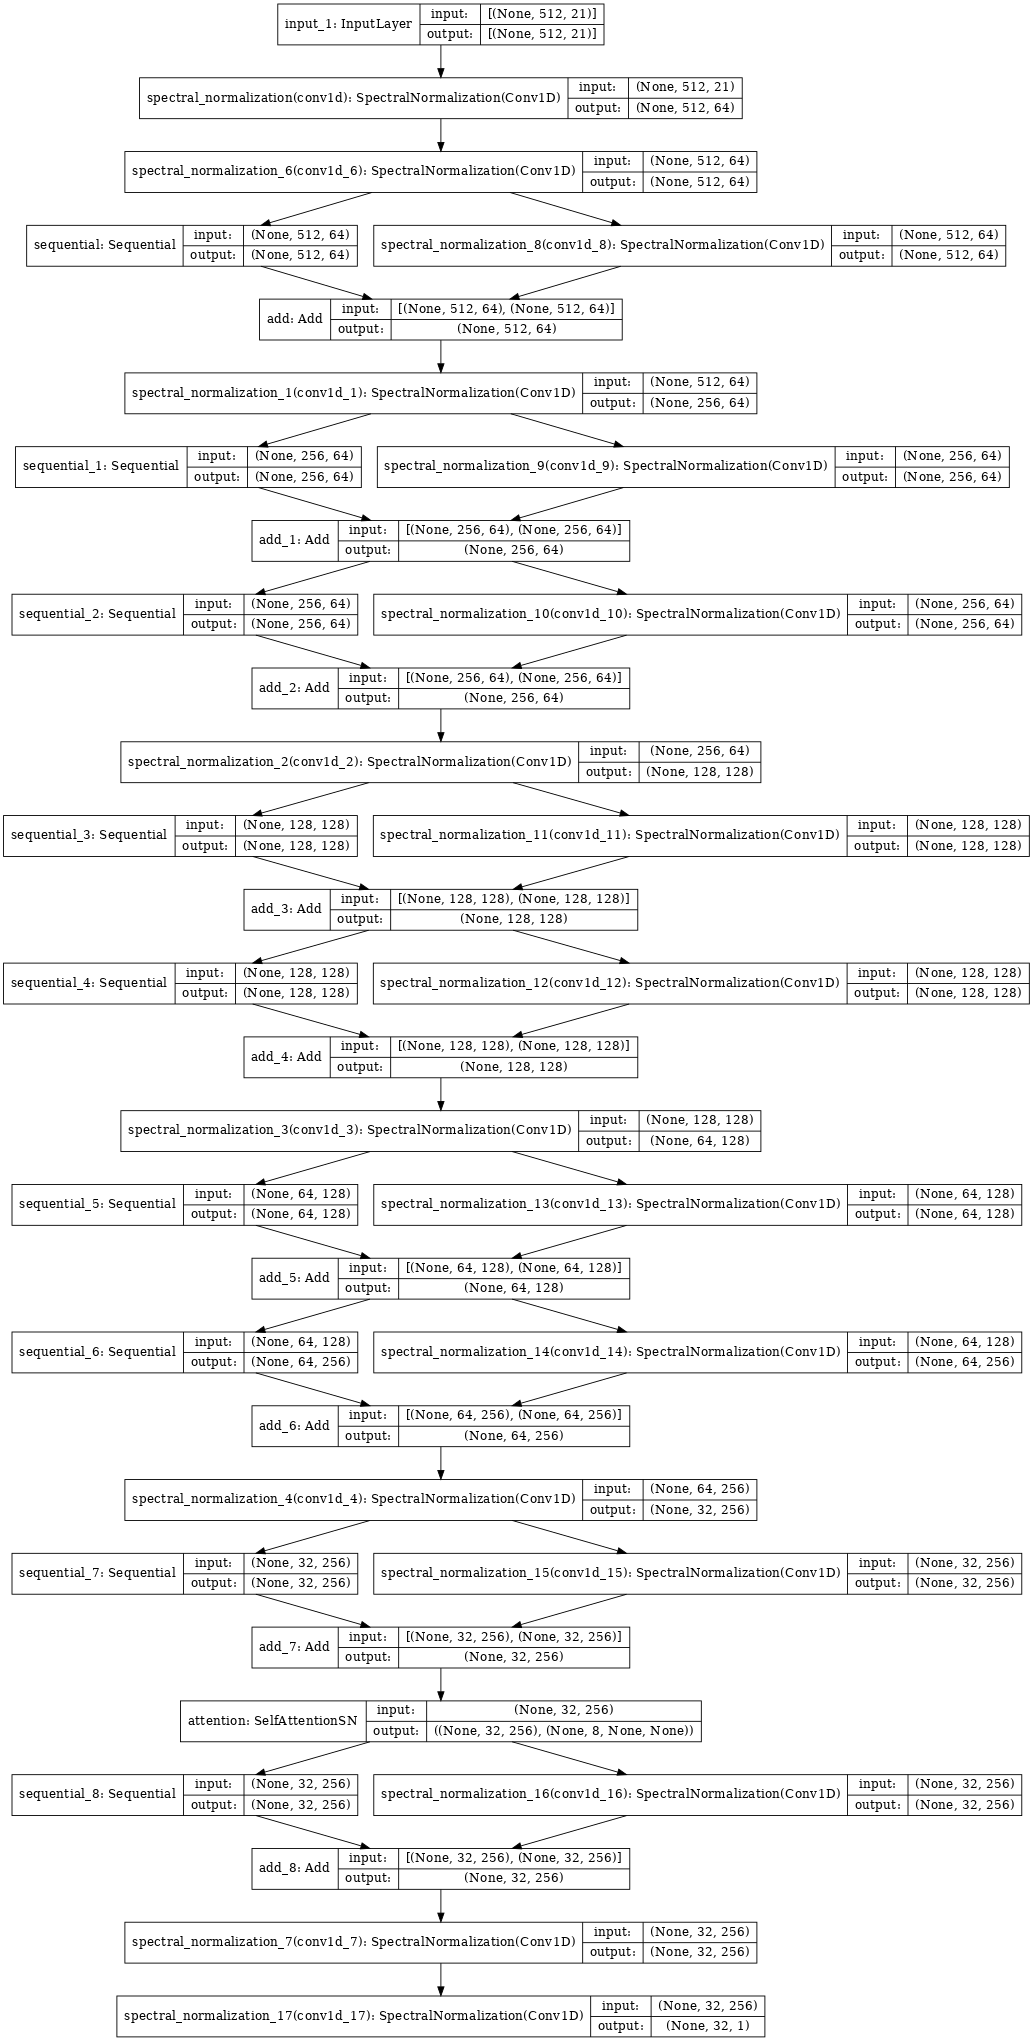 input_1: InputLayer input: [(None, 512, 21)]
output: [(None, 512, 21)]
spectral_normalization(conv1d): SpectralNormalization(Conv1D) input: (None, 512, 21)
output: (None, 512, 64)
spectral_normalization_6(conv1d_6): SpectralNormalization(Conv1D) input: (None, 512, 64)
output: (None, 512, 64)
sequential: Sequential input: (None, 512, 64)
output: (None, 512, 64)
spectral_normalization_8(conv1d_8): SpectralNormalization(Conv1D) input: (None, 512, 64)
output: (None, 512, 64)
add: Add input: [(None, 512, 64), (None, 512, 64)]
output: (None, 512, 64)
spectral_normalization_1(conv1d_1): SpectralNormalization(Conv1D) input: (None, 512, 64)
output: (None, 256, 64)
sequential_1: Sequential input: (None, 256, 64)
output: (None, 256, 64)
spectral_normalization_9(conv1d_9): SpectralNormalization(Conv1D) input: (None, 256, 64)
output: (None, 256, 64)
add_1: Add input: [(None, 256, 64), (None, 256, 64)]
output: (None, 256, 64)
sequential_2: Sequential input: (None, 256, 64)
output: (None, 256, 64)
spectral_normalization_10(conv1d_10): SpectralNormalization(Conv1D) input: (None, 256, 64)
output: (None, 256, 64)
add_2: Add input: [(None, 256, 64), (None, 256, 64)]
output: (None, 256, 64)
spectral_normalization_2(conv1d_2): SpectralNormalization(Conv1D) input: (None, 256, 64)
output: (None, 128, 128)
sequential_3: Sequential input: (None, 128, 128)
output: (None, 128, 128)
spectral_normalization_11(conv1d_11): SpectralNormalization(Conv1D) input: (None, 128, 128)
output: (None, 128, 128)
add_3: Add input: [(None, 128, 128), (None, 128, 128)]
output: (None, 128, 128)
sequential_4: Sequential input: (None, 128, 128)
output: (None, 128, 128)
spectral_normalization_12(conv1d_12): SpectralNormalization(Conv1D) input: (None, 128, 128)
output: (None, 128, 128)
add_4: Add input: [(None, 128, 128), (None, 128, 128)]
output: (None, 128, 128)
spectral_normalization_3(conv1d_3): SpectralNormalization(Conv1D) input: (None, 128, 128)
output: (None, 64, 128)
sequential_5: Sequential input: (None, 64, 128)
output: (None, 64, 128)
spectral_normalization_13(conv1d_13): SpectralNormalization(Conv1D) input: (None, 64, 128)
output: (None, 64, 128)
add_5: Add input: [(None, 64, 128), (None, 64, 128)]
output: (None, 64, 128)
sequential_6: Sequential input: (None, 64, 128)
output: (None, 64, 256)
spectral_normalization_14(conv1d_14): SpectralNormalization(Conv1D) input: (None, 64, 128)
output: (None, 64, 256)
add_6: Add input: [(None, 64, 256), (None, 64, 256)]
output: (None, 64, 256)
spectral_normalization_4(conv1d_4): SpectralNormalization(Conv1D) input: (None, 64, 256)
output: (None, 32, 256)
sequential_7: Sequential input: (None, 32, 256)
output: (None, 32, 256)
spectral_normalization_15(conv1d_15): SpectralNormalization(Conv1D) input: (None, 32, 256)
output: (None, 32, 256)
add_7: Add input: [(None, 32, 256), (None, 32, 256)]
output: (None, 32, 256)
attention: SelfAttentionSN input: (None, 32, 256)
output: ((None, 32, 256), (None, 8, None, None))
sequential_8: Sequential input: (None, 32, 256)
output: (None, 32, 256)
spectral_normalization_16(conv1d_16): SpectralNormalization(Conv1D) input: (None, 32, 256)
output: (None, 32, 256)
add_8: Add input: [(None, 32, 256), (None, 32, 256)]
output: (None, 32, 256)
spectral_normalization_7(conv1d_7): SpectralNormalization(Conv1D) input: (None, 32, 256)
output: (None, 32, 256)
spectral_normalization_17(conv1d_17): SpectralNormalization(Conv1D) input: (None, 32, 256)
output: (None, 32, 1)